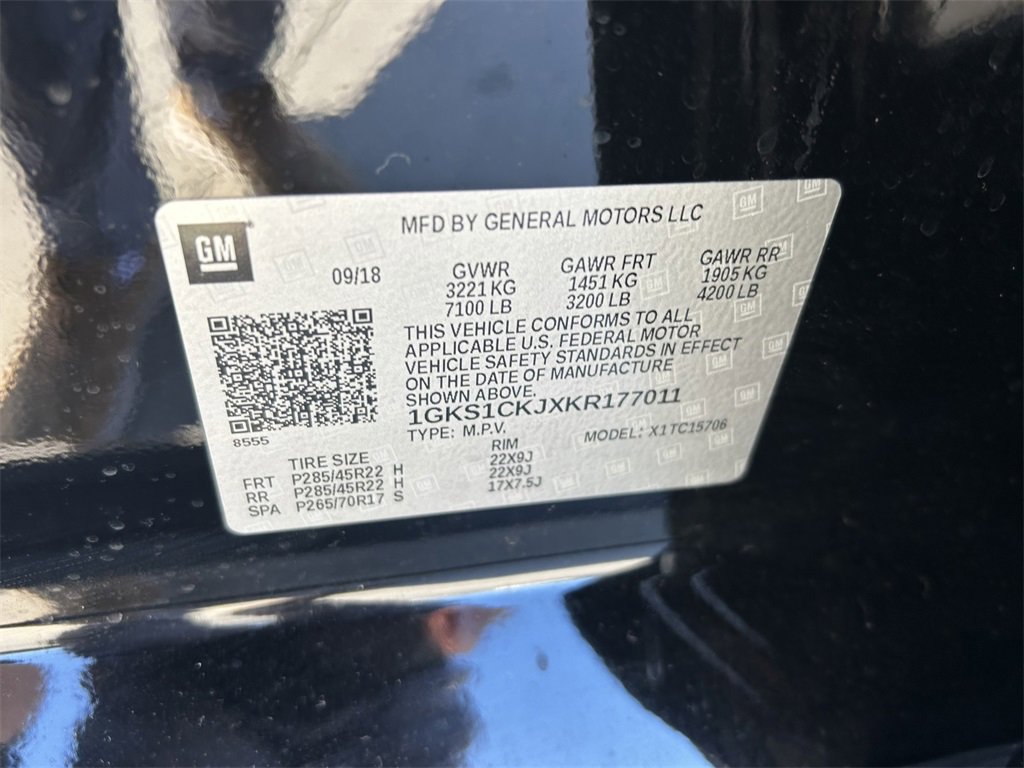 GM
MFD BY GENERAL MOTORS LLC
09/18
GVWR
3221 KG
7100 LB
GAWR FRT
1451 KG
3200 LB
GAWR RR
1905 KG
4200 LB
THIS VEHICLE CONFORMS TO ALL
APPLICABLE U.S. FEDERAL MOTOR
VEHICLE SAFETY STANDARDS IN EFFECT
ON THE DATE OF MANUFACTURE
SHOWN ABOVE.
1GKS1CKJXKR177011
TYPE: M.P.V.
MODEL: X1TC15706
8555
TIRE SIZE RIM
FRT P285/45R22 H 22X9J
RR P285/45R22 H 22X9J
SPA P265/70R17 S 17X7.5J